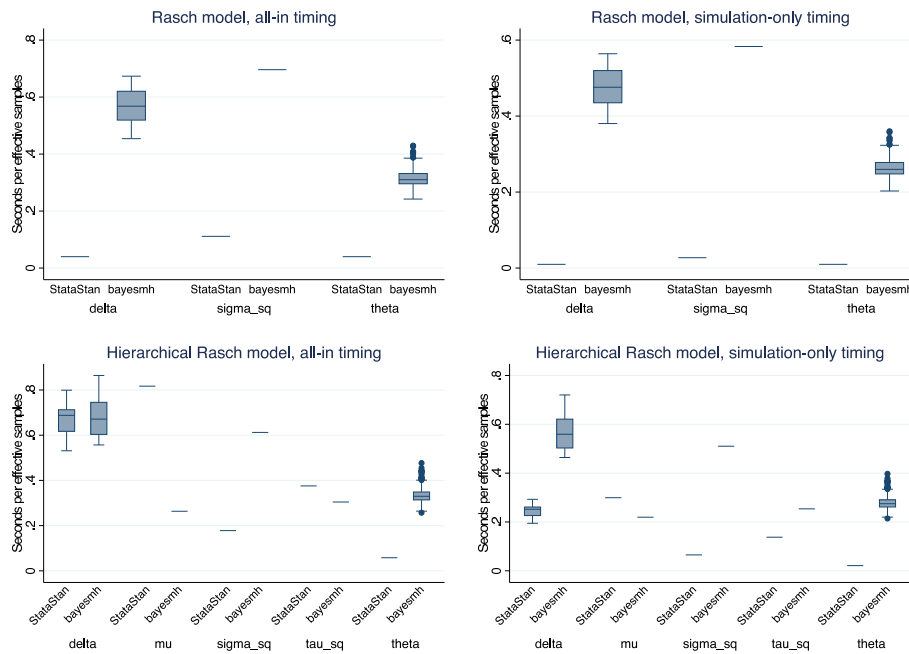 Rasch model, all-in timing
Seconds per effective samples
0 .2 .4 .6 .8
StataStan bayesmh StataStan bayesmh StataStan bayesmh
delta sigma_sq theta
Rasch model, simulation-only timing
Seconds per effective samples
0 .2 .4 .6
StataStan bayesmh StataStan bayesmh StataStan bayesmh
delta sigma_sq theta
Hierarchical Rasch model, all-in timing
Seconds per effective samples
0 .2 .4 .6 .8
StataStan bayesmh StataStan bayesmh StataStan bayesmh StataStan bayesmh StataStan bayesmh
delta mu sigma_sq tau_sq theta
Hierarchical Rasch model, simulation-only timing
Seconds per effective samples
0 .2 .4 .6 .8
StataStan bayesmh StataStan bayesmh StataStan bayesmh StataStan bayesmh StataStan bayesmh
delta mu sigma_sq tau_sq theta